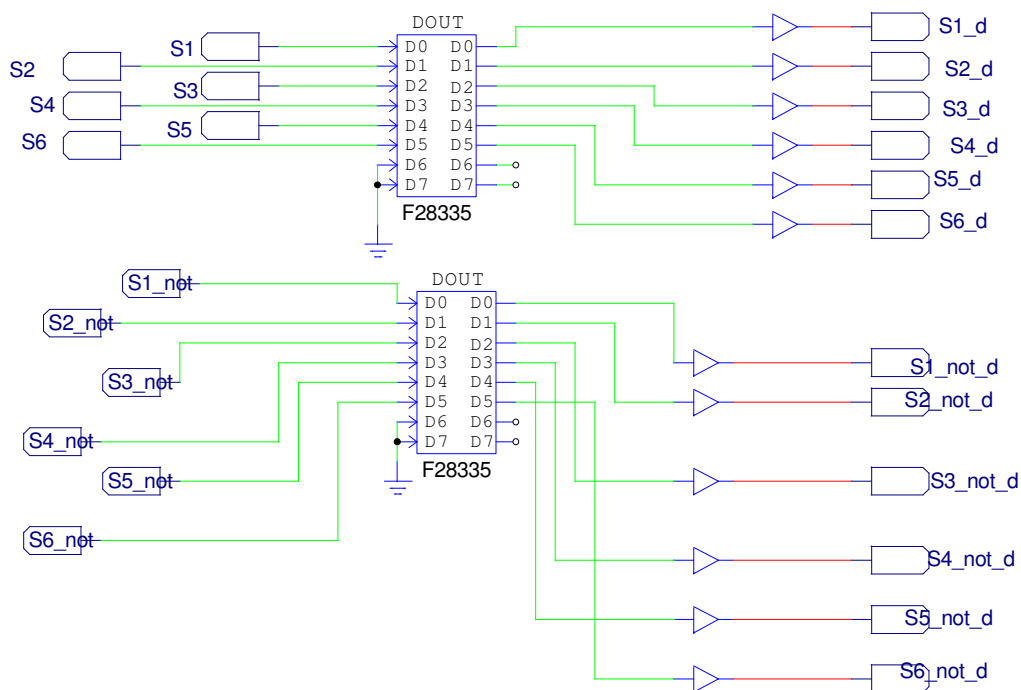 DOUT
S1
S2
S3
S4
S5
S6
D0 D0
D1 D1
D2 D2
D3 D3
D4 D4
D5 D5
D6 D6
D7 D7
F28335
S1_d
S2_d
S3_d
S4_d
S5_d
S6_d
DOUT
S1_not
S2_not
S3_not
S4_not
S5_not
S6_not
D0 D0
D1 D1
D2 D2
D3 D3
D4 D4
D5 D5
D6 D6
D7 D7
F28335
S1_not_d
S2_not_d
S3_not_d
S4_not_d
S5_not_d
S6_not_d